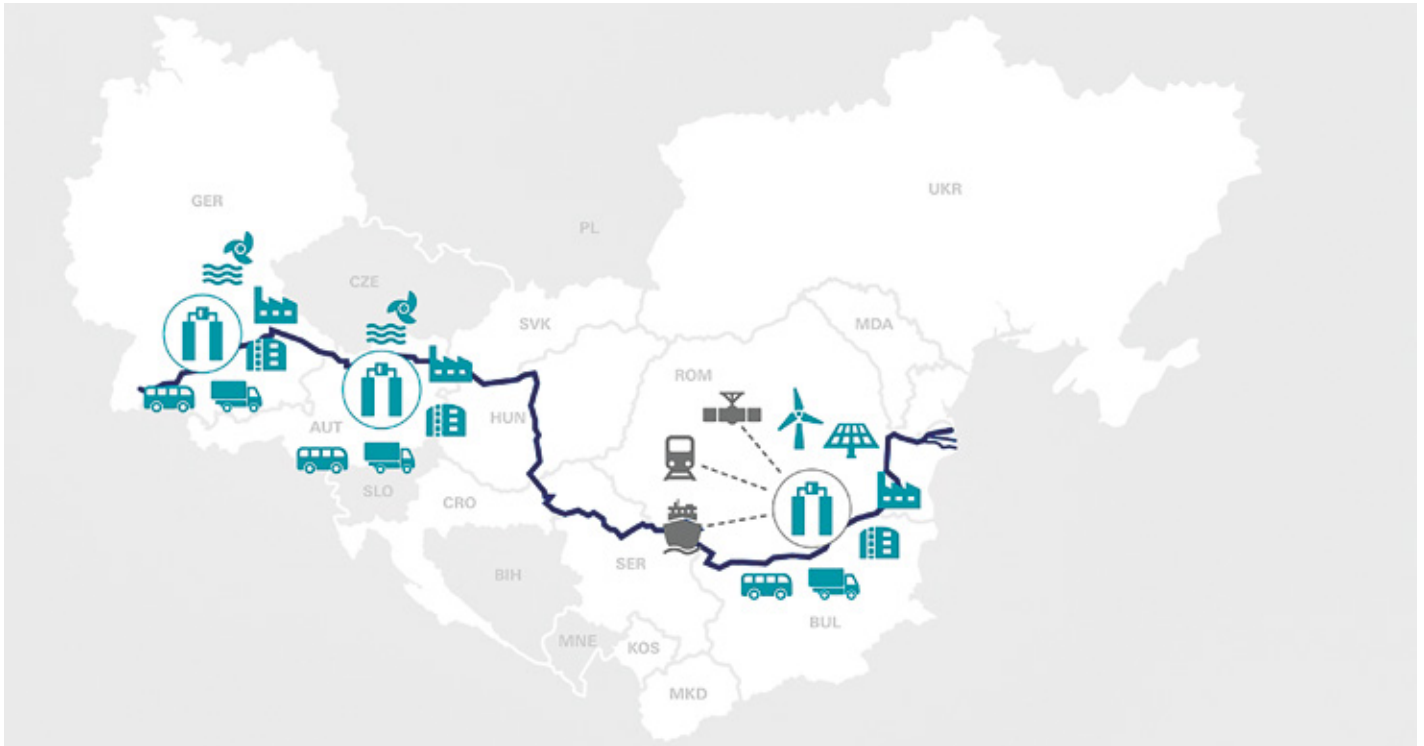 GER
UKR
PL
CZE
SVK
MDA
ROM
HUN
AUT
SLO
CRO
SER
BIH
BUL
MNE
KOS
MKD